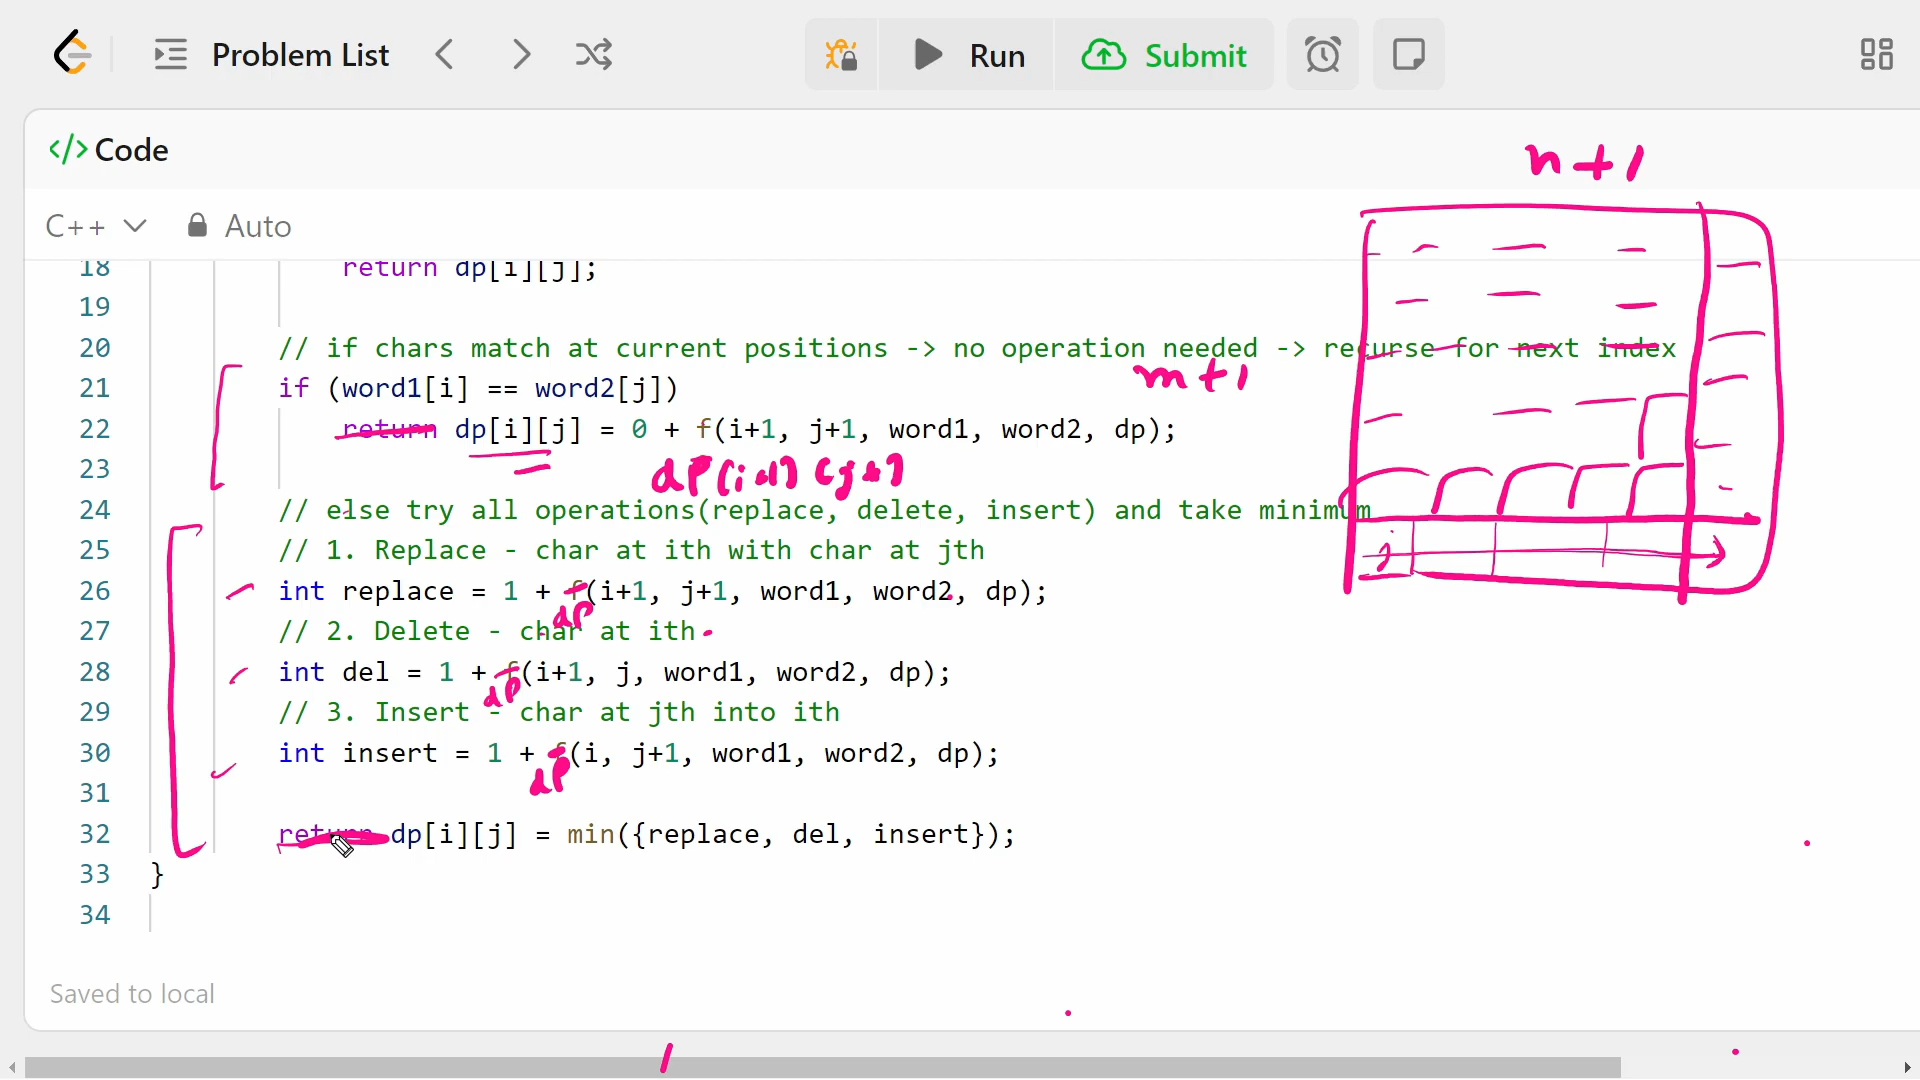 Problem List
Run
Submit
Code
n+1
C++
Auto
18 return dp[i][j];
19
20 // if chars match at current positions -> no operation needed -> recurse for next index
m+1
21 if (word1[i] == word2[j])
22 return dp[i][j] = 0 + f(i+1, j+1, word1, word2, dp);
23
dP[i+1][j+1]
24 // else try all operations(replace, delete, insert) and take minimum
25 // 1. Replace - char at ith with char at jth
j
26 int replace = 1 + f(i+1, j+1, word1, word2, dp);
dP
27 // 2. Delete - char at ith
28 int del = 1 + f(i+1, j, word1, word2, dp);
dP
29 // 3. Insert - char at jth into ith
30 int insert = 1 + f(i, j+1, word1, word2, dp);
dP
31
32 return dp[i][j] = min({replace, del, insert});
33 }
34
Saved to local